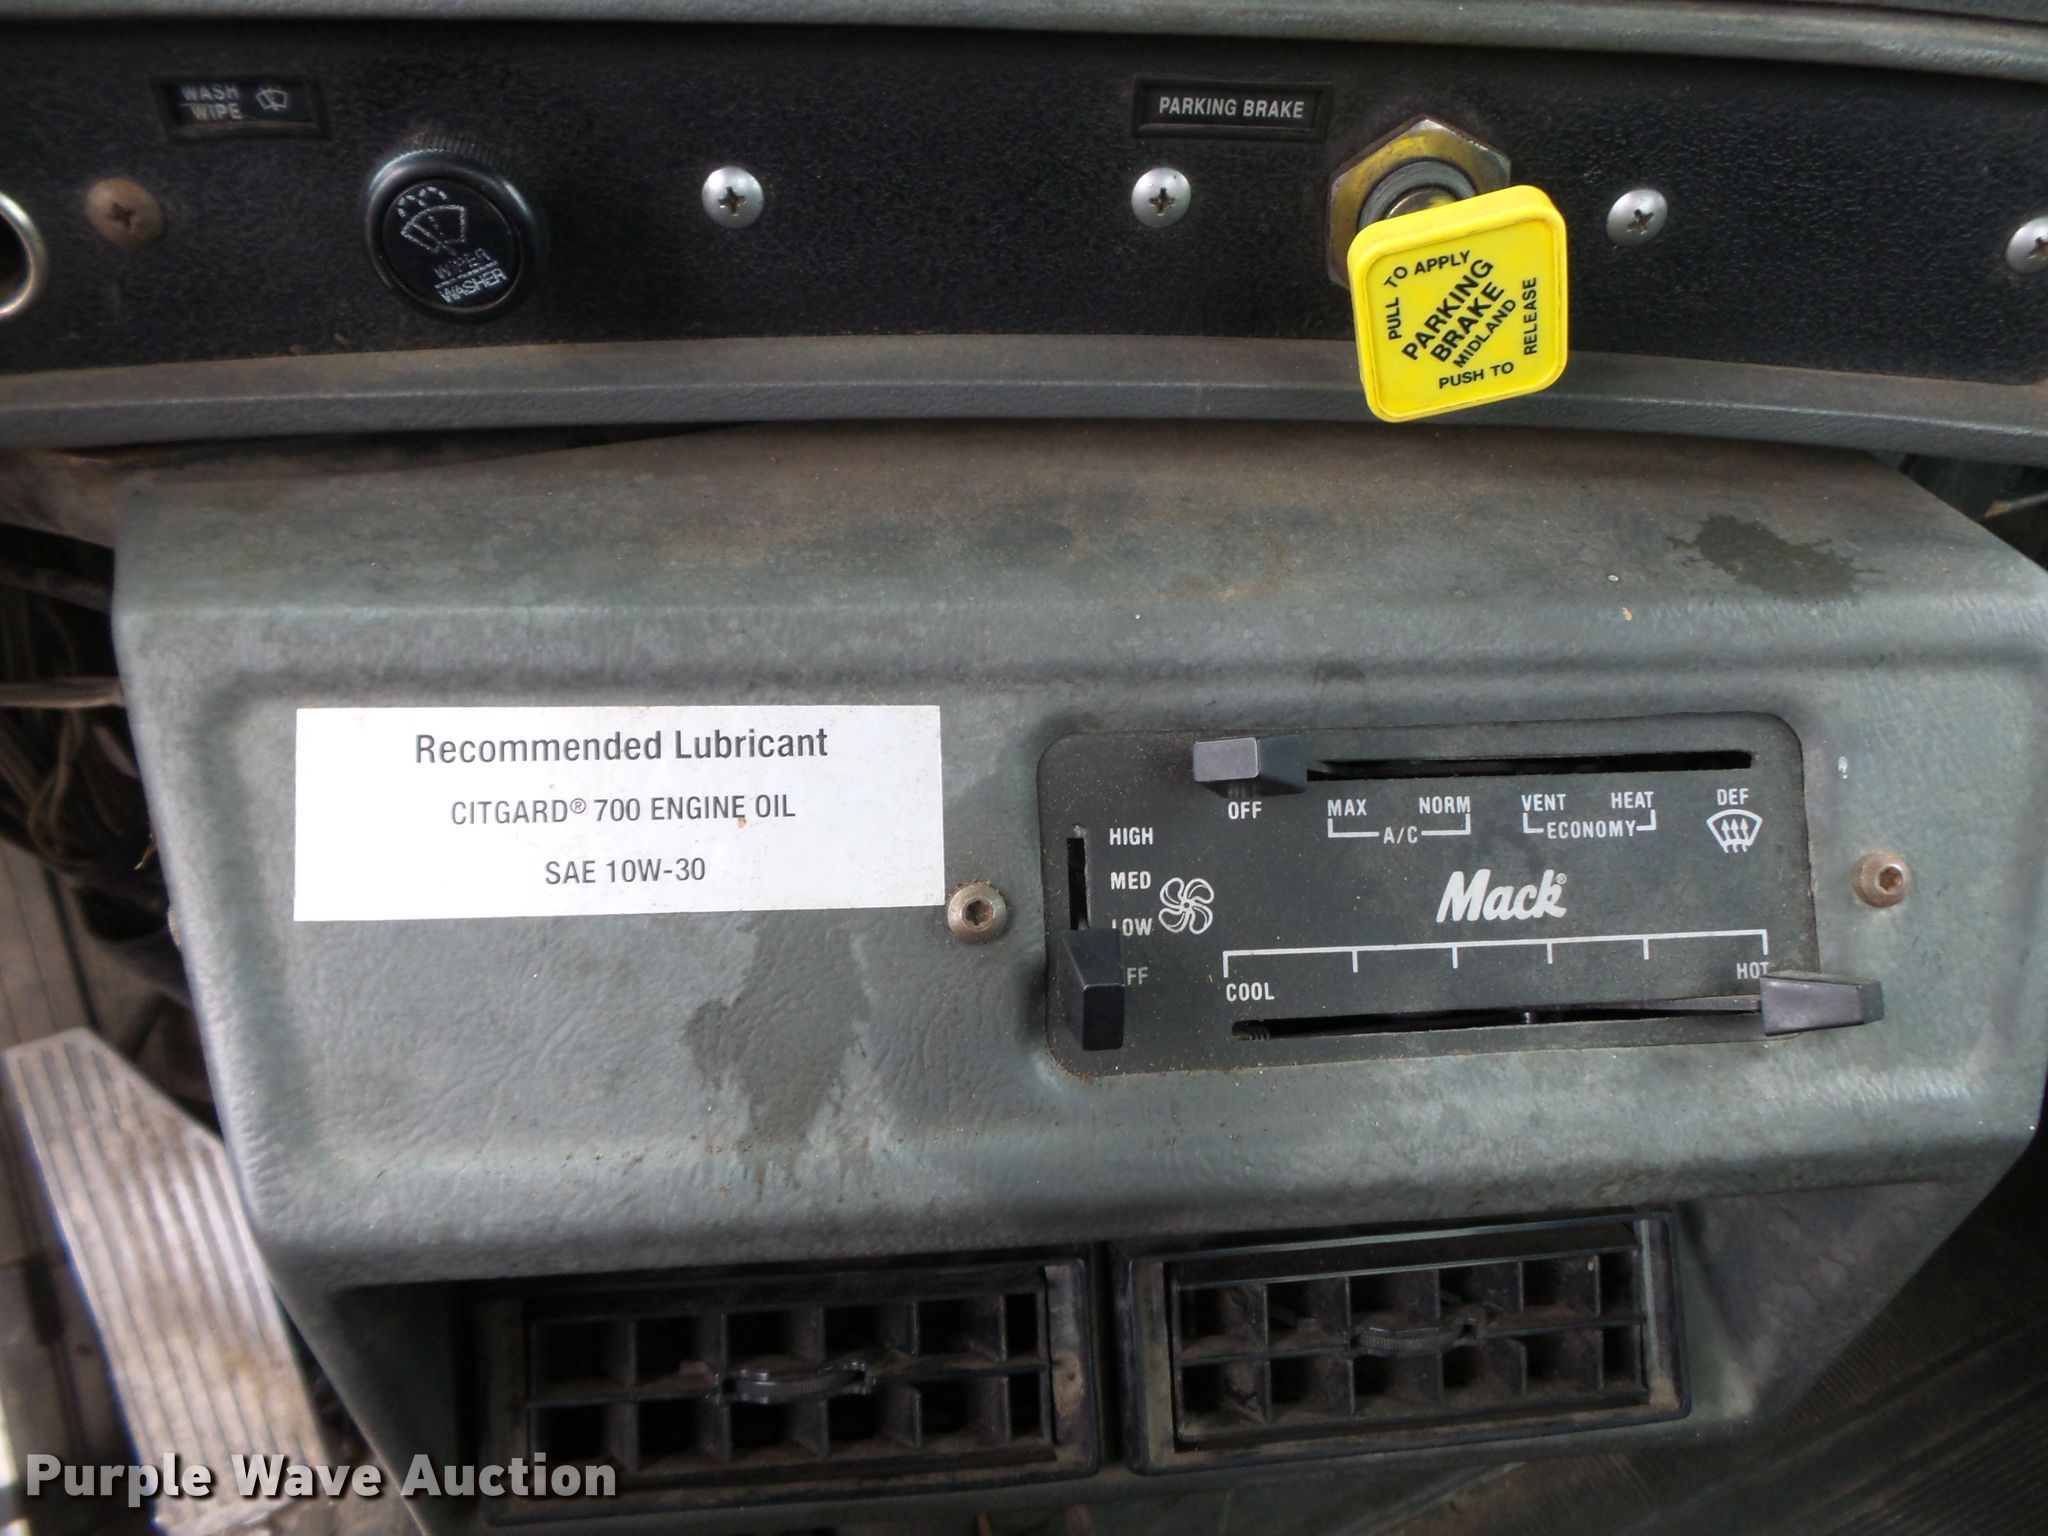 WASH
WIPE
PARKING BRAKE
WIPER
WASHER
PULL TO APPLY
PARKING
BRAKE
MIDLAND
PUSH TO RELEASE
Recommended Lubricant
CITGARD® 700 ENGINE OIL
SAE 10W-30
OFF
MAX NORM
A/C
VENT HEAT
ECONOMY
DEF
HIGH
MED
LOW
FF
Mack®
COOL HOT
Purple Wave Auction